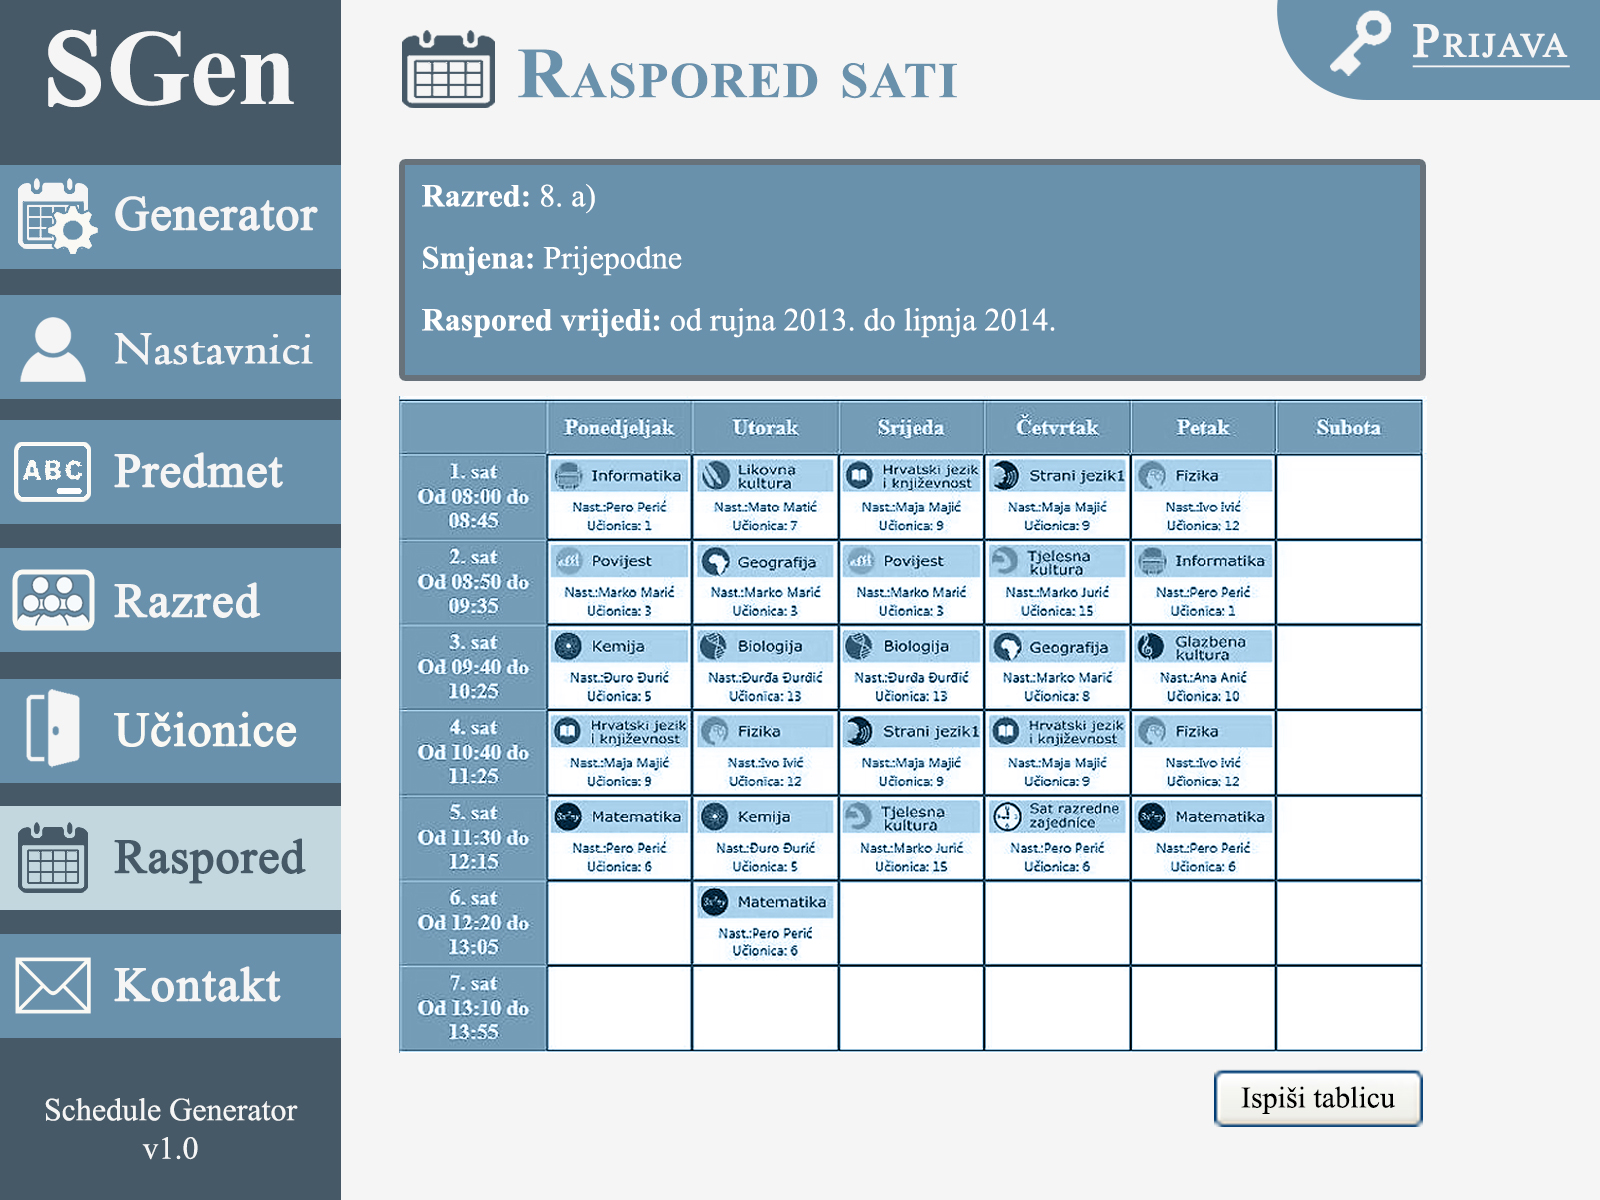 SGen
Prijava
Raspored sati
Generator
Nastavnici
ABC
Predmet
Razred
Učionice
Raspored
Kontakt
Schedule Generator
v1.0
Razred: 8. a)
Smjena: Prijepodne
Raspored vrijedi: od rujna 2013. do lipnja 2014.
Ponedjeljak Utorak Srijeda Četvrtak Petak Subota
1. sat
Od 08:00 do
08:45
Informatika
Nast.:Pero Perić
Učionica: 1
Likovna
kultura
Nast.:Mato Matić
Učionica: 7
Hrvatski jezik
i književnost
Nast.:Maja Majić
Učionica: 9
Strani jezik1
Nast.:Maja Majić
Učionica: 9
Fizika
Nast.:Ivo Ivić
Učionica: 12
2. sat
Od 08:50 do
09:35
Povijest
Nast.:Marko Marić
Učionica: 3
Geografija
Nast.:Marko Marić
Učionica: 3
Povijest
Nast.:Marko Marić
Učionica: 3
Tjelesna
kultura
Nast.:Marko Jurić
Učionica: 15
Informatika
Nast.:Pero Perić
Učionica: 1
3. sat
Od 09:40 do
10:25
Kemija
Nast.:Đuro Đurić
Učionica: 5
Biologija
Nast.:Đurđa Đurđić
Učionica: 13
Biologija
Nast.:Đurđa Đurđić
Učionica: 13
Geografija
Nast.:Marko Marić
Učionica: 8
Glazbena
kultura
Nast.:Ana Anić
Učionica: 10
4. sat
Od 10:40 do
11:25
Hrvatski jezik
i književnost
Nast.:Maja Majić
Učionica: 9
Fizika
Nast.:Ivo Ivić
Učionica: 12
Strani jezik1
Nast.:Maja Majić
Učionica: 9
Hrvatski jezik
i književnost
Nast.:Maja Majić
Učionica: 9
Fizika
Nast.:Ivo Ivić
Učionica: 12
5. sat
Od 11:30 do
12:15
Matematika
Nast.:Pero Perić
Učionica: 6
Kemija
Nast.:Đuro Đurić
Učionica: 5
Tjelesna
kultura
Nast.:Marko Jurić
Učionica: 15
Sat razredne
zajednice
Nast.:Pero Perić
Učionica: 6
Matematika
Nast.:Pero Perić
Učionica: 6
6. sat
Od 12:20 do
13:05
Matematika
Nast.:Pero Perić
Učionica: 6
7. sat
Od 13:10 do
13:55
Ispiši tablicu